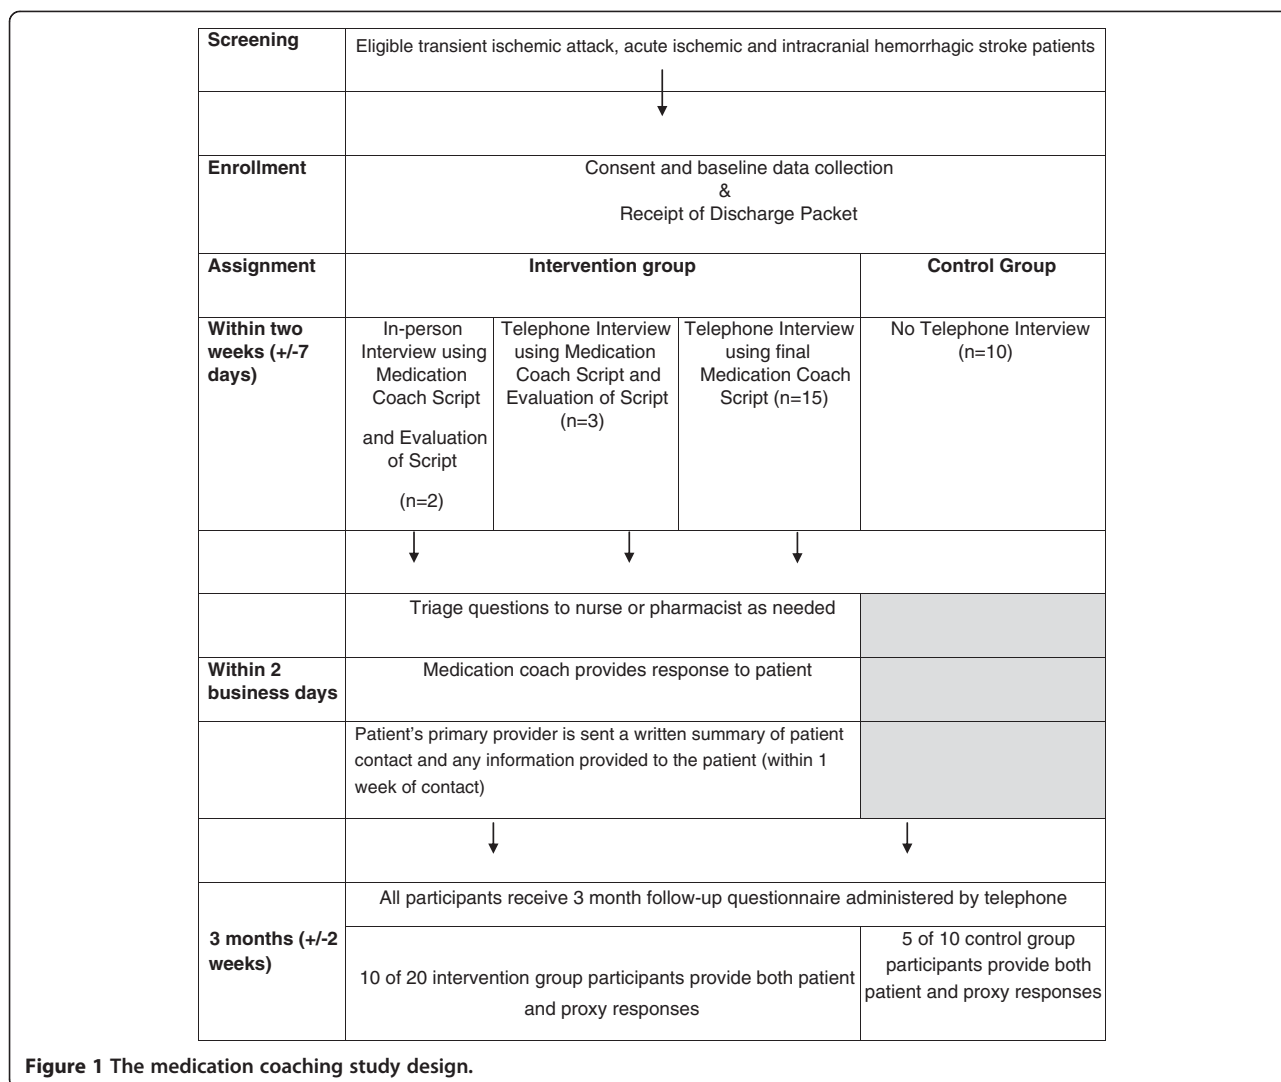 Screening
Eligible transient ischemic attack, acute ischemic and intracranial hemorrhagic stroke patients
Enrollment
Consent and baseline data collection
&
Receipt of Discharge Packet
Assignment
Intervention group
Control Group
Within two
weeks (+/-7
days)
In-person
Interview using
Medication
Coach Script
and Evaluation
of Script
(n=2)
Telephone Interview
using Medication
Coach Script and
Evaluation of Script
(n=3)
Telephone Interview
using final
Medication Coach
Script (n=15)
No Telephone Interview
(n=10)
Triage questions to nurse or pharmacist as needed
Within 2
business days
Medication coach provides response to patient
Patient's primary provider is sent a written summary of patient
contact and any information provided to the patient (within 1
week of contact)
3 months (+/-2
weeks)
All participants receive 3 month follow-up questionnaire administered by telephone
10 of 20 intervention group participants provide both patient
and proxy responses
5 of 10 control group
participants provide both
patient and proxy responses
Figure 1 The medication coaching study design.